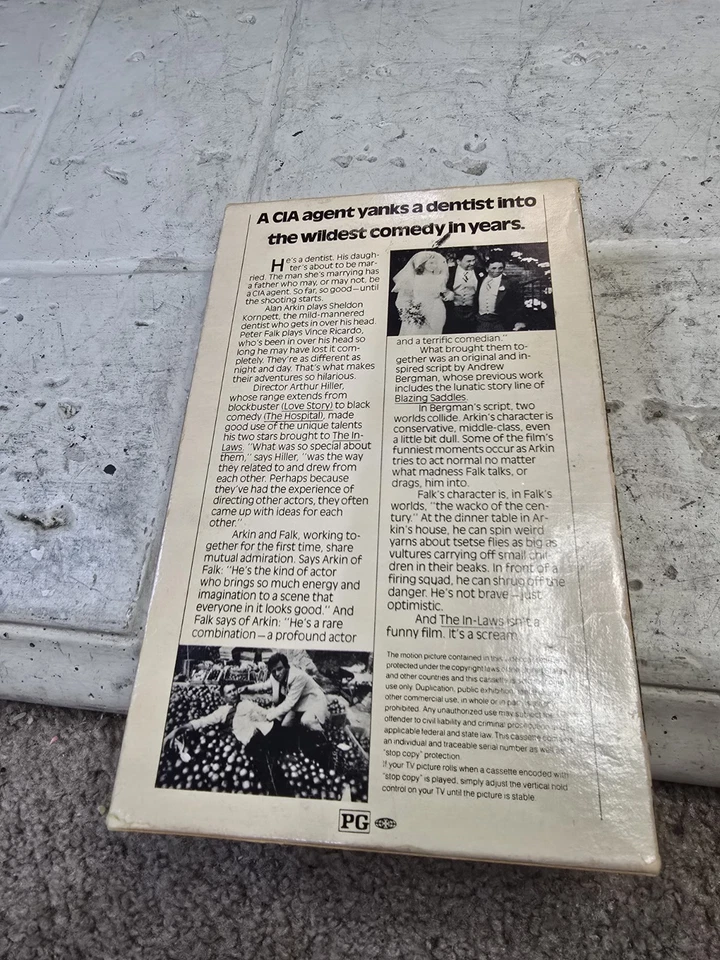 A CIA agent yanks a dentist into
the wildest comedy in years.
He's a dentist. His daugh-
ter's about to be mar-
ried. The man she's marrying has
a father who may, or may not, be
a CIA agent. So far, so good—until
the shooting starts.
Alan Arkin plays Sheldon
Kornpett, the mild-mannered
dentist who gets in over his head.
Peter Falk plays Vince Ricardo,
who's been in over his head so
long he may have lost it com-
pletely. They're as different as
night and day. That's what makes
their adventures so hilarious.
Director Arthur Hiller,
whose range extends from
blockbuster (Love Story) to black
comedy (The Hospital), made
good use of the unique talents
his two stars brought to The In-
Laws. "What was so special about
them," says Hiller, "was the way
they related to and drew from
each other. Perhaps because
they've had the experience of
directing other actors, they often
came up with ideas for each
other."
Arkin and Falk, working to-
gether for the first time, share
mutual admiration. Says Arkin of
Falk: "He's the kind of actor
who brings so much energy and
imagination to a scene that
everyone in it looks good." And
Falk says of Arkin: "He's a rare
combination—a profound actor
and a terrific comedian."
What brought them to-
gether was an original and in-
spired script by Andrew
Bergman, whose previous work
includes the lunatic story line of
Blazing Saddles.
In Bergman's script, two
worlds collide. Arkin's character is
conservative, middle-class, even
a little bit dull. Some of the film's
funniest moments occur as Arkin
tries to act normal no matter
what madness Falk talks, or
drags, him into.
Falk's character is, in Falk's
worlds, "the wacko of the cen-
tury." At the dinner table in Ar-
kin's house, he can spin weird
yarns about tsetse flies as big as
vultures carrying off small chil-
dren in their beaks. In front of a
firing squad, he can shrug off the
danger. He's not brave—just
optimistic.
And The In-Laws isn't a
funny film. It's a scream.
The motion picture contained in this
protected under the copyright laws of the
and other countries and this cassette is
use only. Duplication, public exhibition,
other commercial use, in whole or in part, is
prohibited. Any unauthorized use may subject the
offender to civil liability and criminal
applicable federal and state law. This cassette
an individual and traceable serial number as well as
"stop copy" protection.
If your TV picture rolls when a cassette encoded with
"stop copy" is played, simply adjust the vertical hold
control on your TV until the picture is stable.
PG